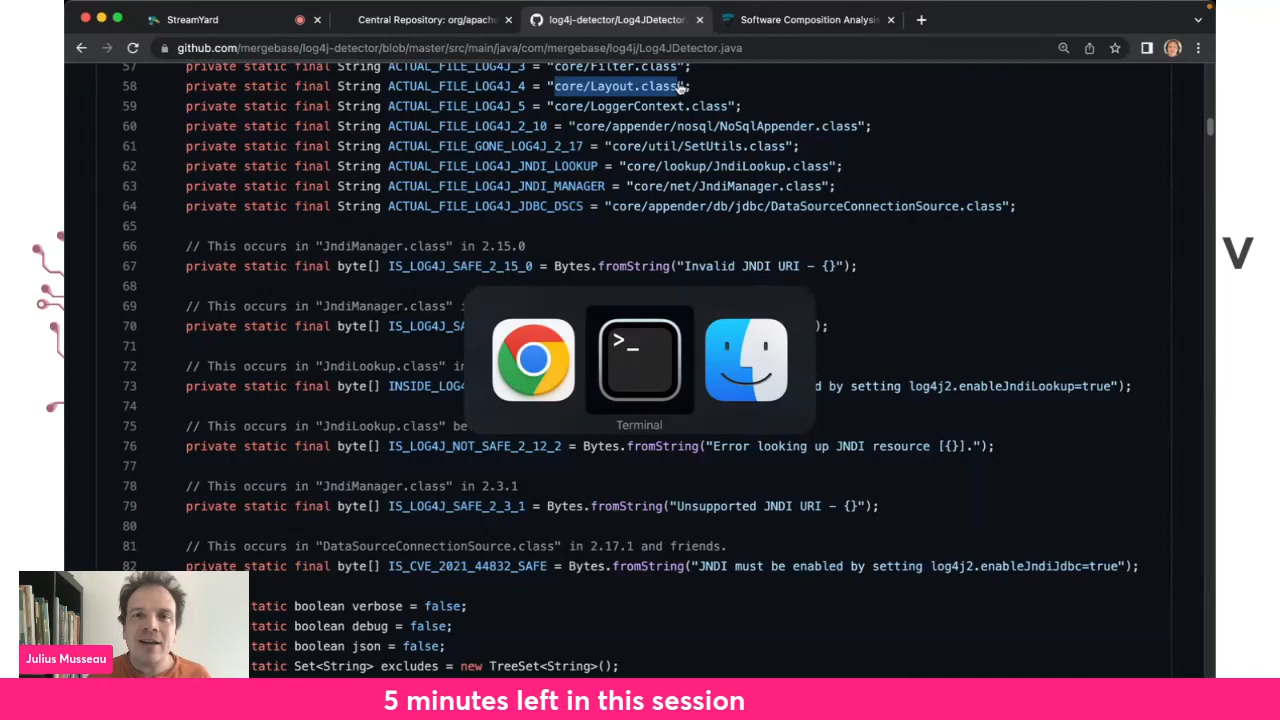 StreamYard
Central Repository: org/apache
log4j-detector/Log4JDetector.
Software Composition Analysis
github.com/mergebase/log4j-detector/blob/master/src/main/java/com/mergebase/log4j/Log4JDetector.java
57 private static final String ACTUAL_FILE_LOG4J_3 = "core/Filter.class";
58 private static final String ACTUAL_FILE_LOG4J_4 = "core/Layout.class";
59 private static final String ACTUAL_FILE_LOG4J_5 = "core/LoggerContext.class";
60 private static final String ACTUAL_FILE_LOG4J_2_10 = "core/appender/nosql/NoSqlAppender.class";
61 private static final String ACTUAL_FILE_GONE_LOG4J_2_17 = "core/util/SetUtils.class";
62 private static final String ACTUAL_FILE_LOG4J_JNDI_LOOKUP = "core/lookup/JndiLookup.class";
63 private static final String ACTUAL_FILE_LOG4J_JNDI_MANAGER = "core/net/JndiManager.class";
64 private static final String ACTUAL_FILE_LOG4J_JDBC_DSCS = "core/appender/db/jdbc/DataSourceConnectionSource.class";
65
66 // This occurs in "JndiManager.class" in 2.15.0
67 private static final byte[] IS_LOG4J_SAFE_2_15_0 = Bytes.fromString("Invalid JNDI URI - {}");
68
69 // This occurs in "JndiManager.class" i
70 private static final byte[] IS_LOG4J_SA );
71
72 // This occurs in "JndiLookup.class" in
73 private static final byte[] INSIDE_LOG4 d by setting log4j2.enableJndiLookup=true");
74
75 // This occurs in "JndiLookup.class" be
76 private static final byte[] IS_LOG4J_NOT_SAFE_2_12_2 = Bytes.fromString("Error looking up JNDI resource [{}].");
77
78 // This occurs in "JndiManager.class" in 2.3.1
79 private static final byte[] IS_LOG4J_SAFE_2_3_1 = Bytes.fromString("Unsupported JNDI URI - {}");
80
81 // This occurs in "DataSourceConnectionSource.class" in 2.17.1 and friends.
82 private static final byte[] IS_CVE_2021_44832_SAFE = Bytes.fromString("JNDI must be enabled by setting log4j2.enableJndiJdbc=true");
tatic boolean verbose = false;
tatic boolean debug = false;
tatic boolean json = false;
tatic Set<String> excludes = new TreeSet<String>();
>_
Terminal
V
Julius Musseau
5 minutes left in this session